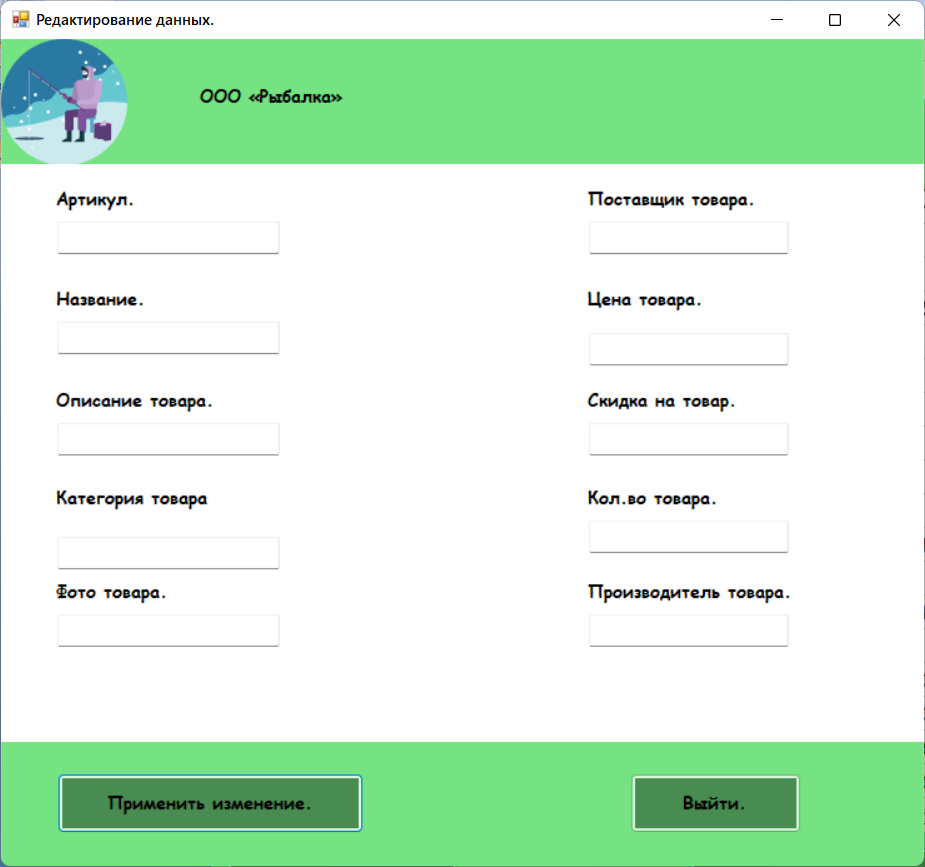 Редактирование данных.
ООО «Рыбалка»
Артикул.
Поставщик товара.
Название.
Цена товара.
Описание товара.
Скидка на товар.
Категория товара
Кол.во товара.
Фото товара.
Производитель товара.
Применить изменение.
Выйти.